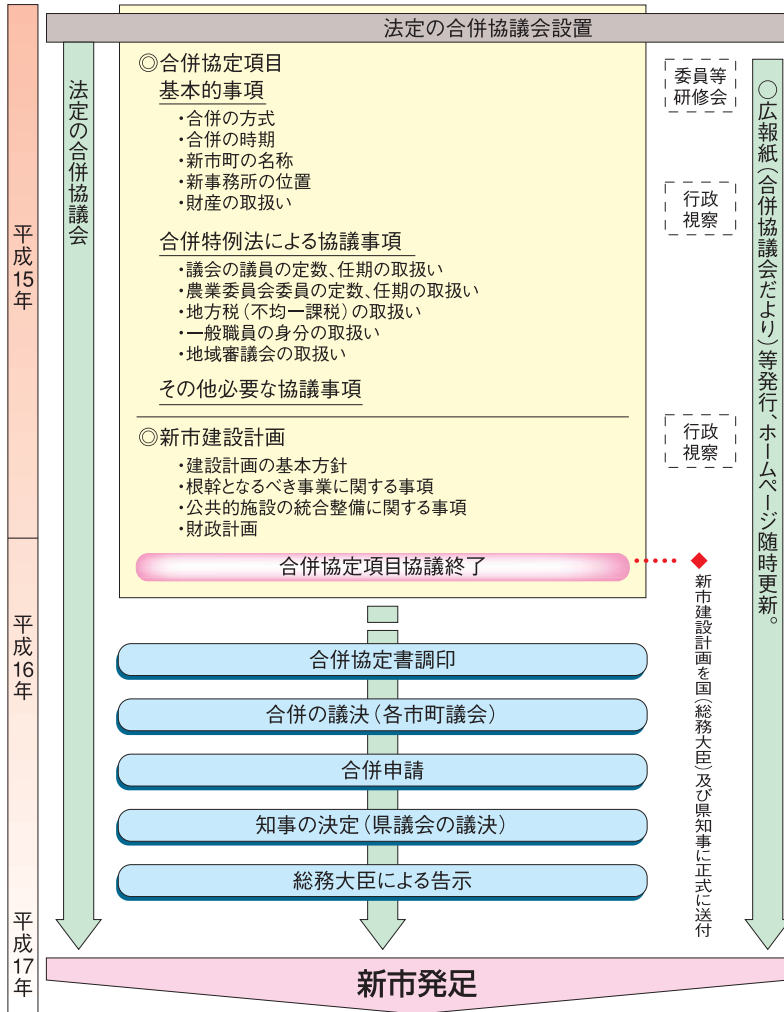 法定の合併協議会設置
平成15年
平成16年
平成17年
法定の合併協議会
◎合併協定項目
基本的事項
・合併の方式
・合併の時期
・新市町の名称
・新事務所の位置
・財産の取扱い
合併特例法による協議事項
・議会の議員の定数、任期の取扱い
・農業委員会委員の定数、任期の取扱い
・地方税(不均一課税)の取扱い
・一般職員の身分の取扱い
・地域審議会の取扱い
その他必要な協議事項
◎新市建設計画
・建設計画の基本方針
・根幹となるべき事業に関する事項
・公共的施設の統合整備に関する事項
・財政計画
合併協定項目協議終了
合併協定書調印
合併の議決(各市町議会)
合併申請
知事の決定(県議会の議決)
総務大臣による告示
委員等
研修会
行政
視察
行政
視察
◆新市建設計画を国(総務大臣)及び県知事に正式に送付
○広報紙(合併協議会だより)等発行、ホームページ随時更新。
新市発足